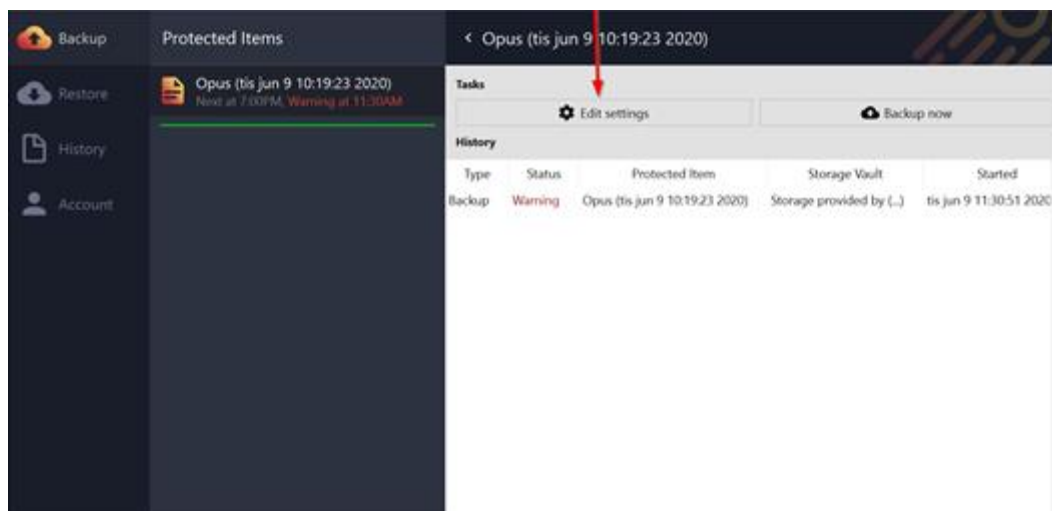 Backup
Restore
History
Account
Protected Items
Opus (tis jun 9 10:19:23 2020)
Next at 7:00PM, Warning at 11:30AM
Opus (tis jun 9 10:19:23 2020)
Tasks
Edit settings
Backup now
History
Type Status Protected Item Storage Vault Started
Backup Warning Opus (tis jun 9 10:19:23 2020) Storage provided by (...) tis jun 9 11:30:51 2020